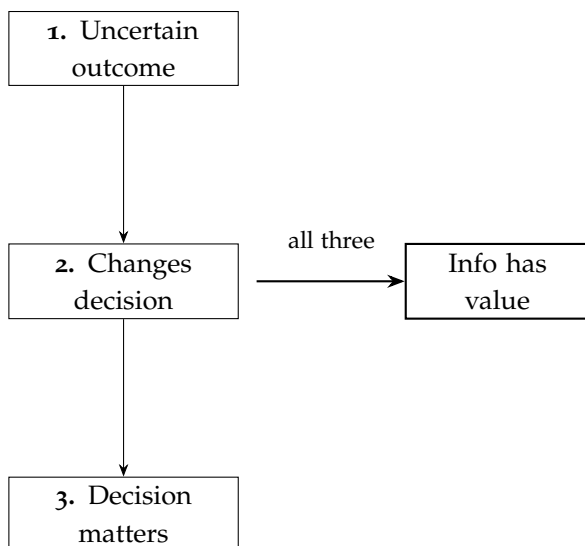 1. Uncertain
outcome
2. Changes
decision
all three
Info has
value
3. Decision
matters